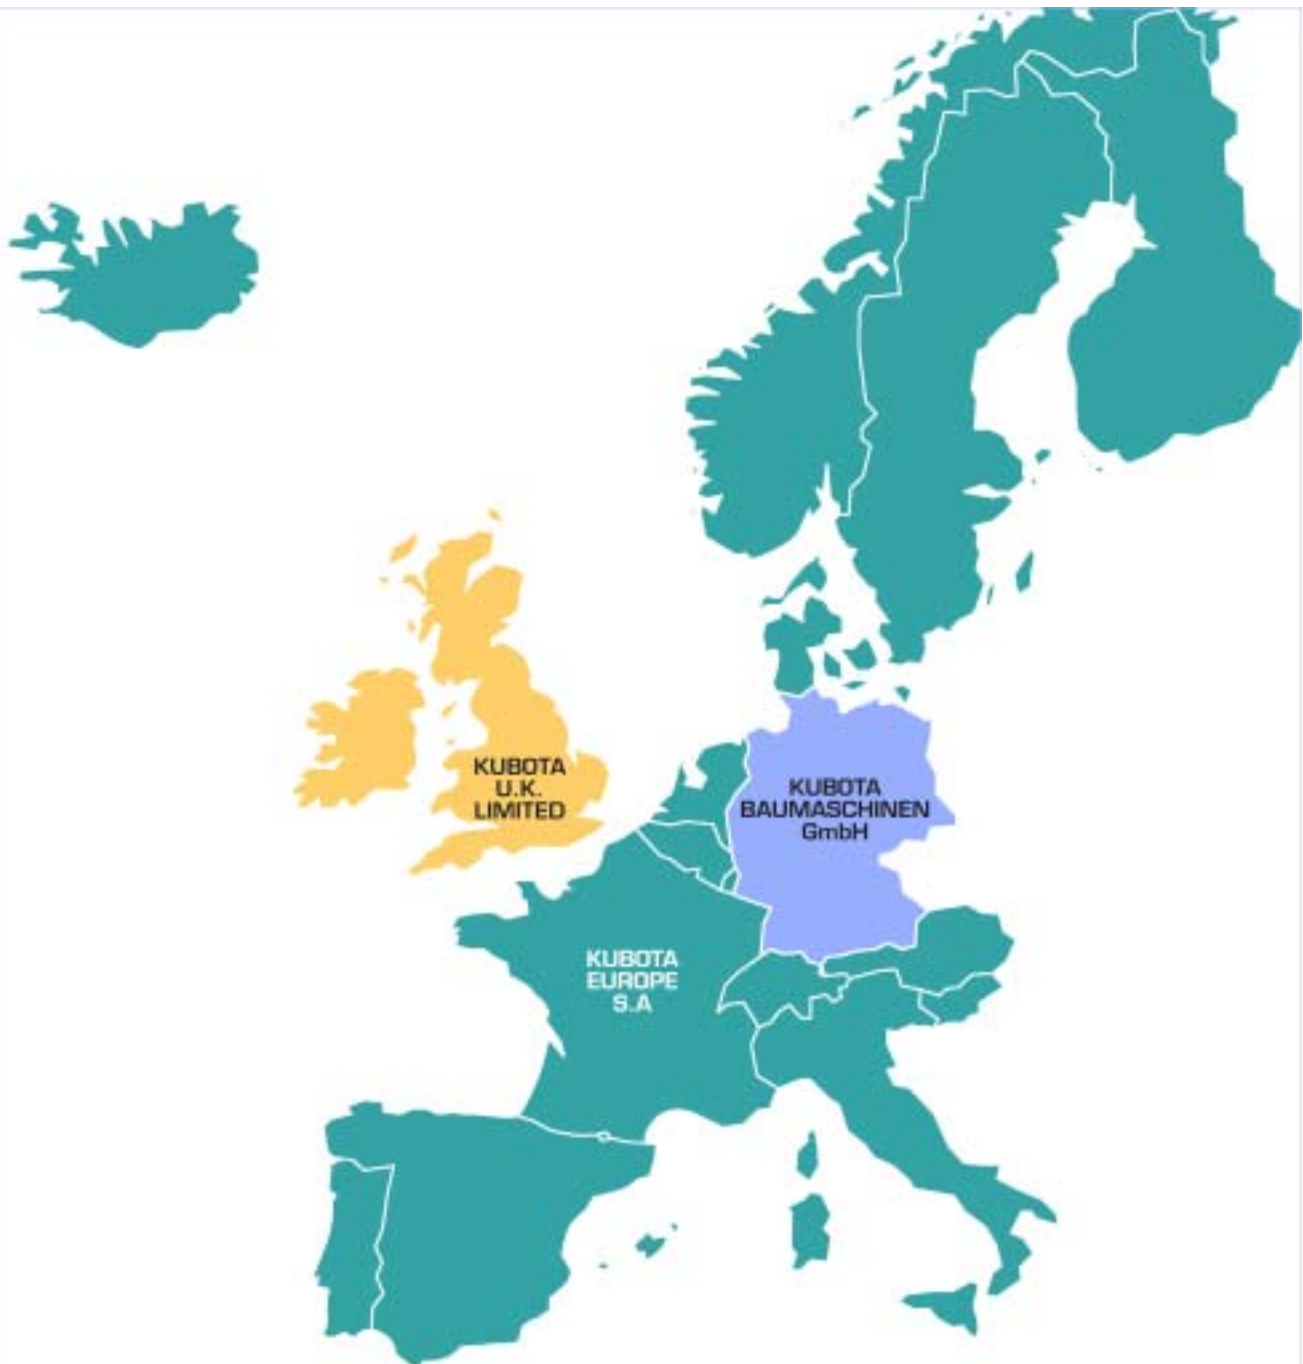 KUBOTA
U.K.
LIMITED
KUBOTA
BAUMASCHINEN
GmbH
KUBOTA
EUROPE
S.A